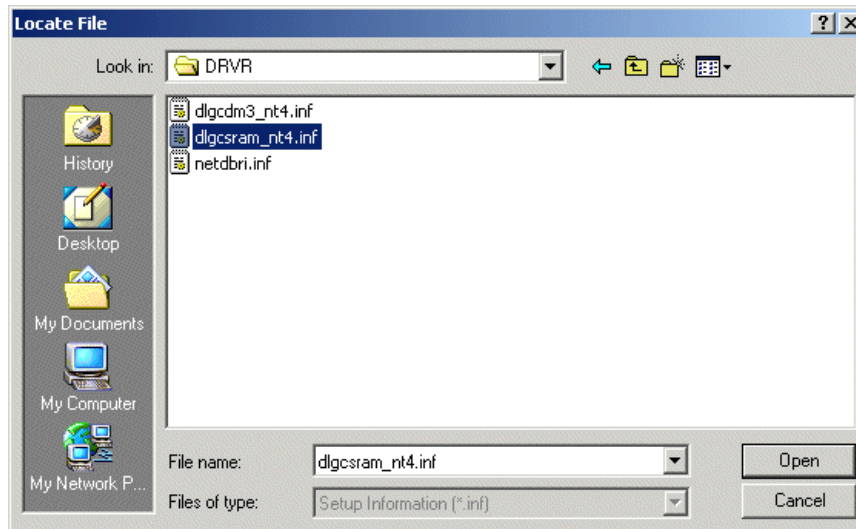 Locate File
Look in: DRVR
dlgcdm3_nt4.inf
dlgcsram_nt4.inf
netdbri.inf
History
Desktop
My Documents
My Computer
My Network P...
File name: dlgcsram_nt4.inf Open
Files of type: Setup Information (*.inf) Cancel